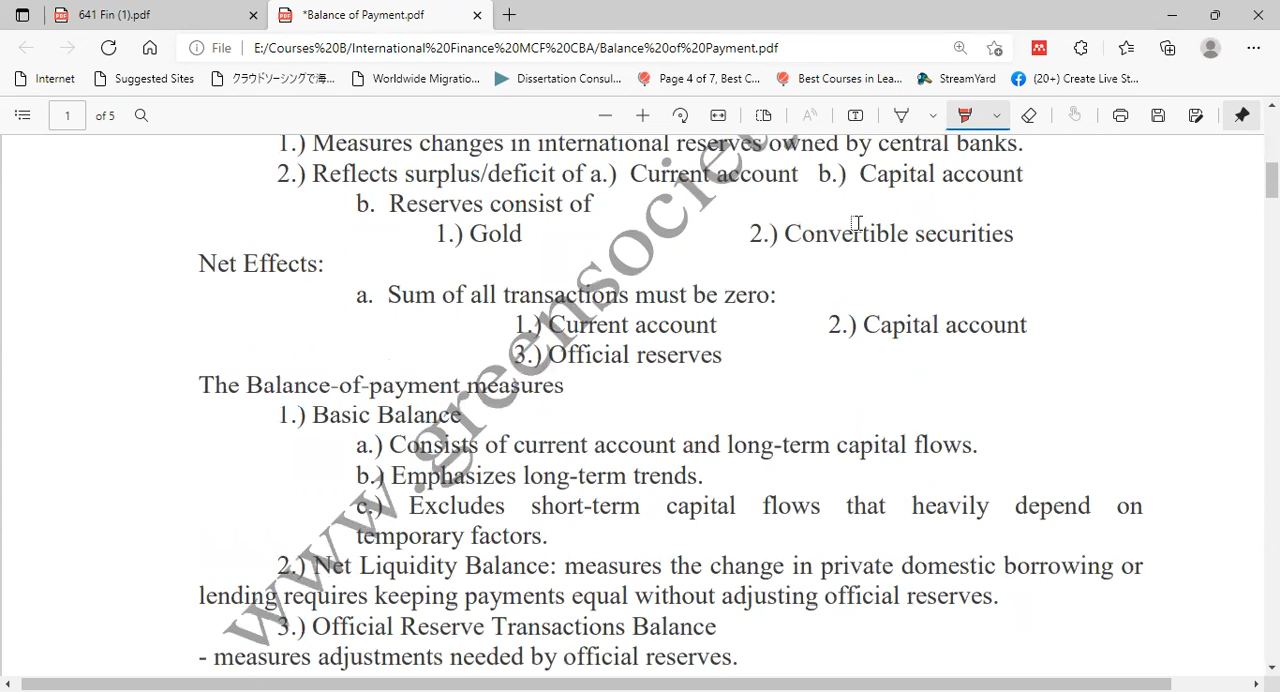 641 Fin (1).pdf
*Balance of Payment.pdf
File
E:/Courses%20B/International%20Finance%20MCF%20CBA/Balance%20of%20Payment.pdf
Internet
Suggested Sites
クラウドソーシングで海...
Worldwide Migratio...
Dissertation Consul...
Page 4 of 7, Best C...
Best Courses in Lea...
StreamYard
(20+) Create Live St...
1 of 5
1.) Measures changes in international reserves owned by central banks.
2.) Reflects surplus/deficit of a.) Current account b.) Capital account
b. Reserves consist of
1.) Gold 2.) Convertible securities
Net Effects:
a. Sum of all transactions must be zero:
1.) Current account 2.) Capital account
3.) Official reserves
The Balance-of-payment measures
1.) Basic Balance
a.) Consists of current account and long-term capital flows.
b.) Emphasizes long-term trends.
c.) Excludes short-term capital flows that heavily depend on
temporary factors.
2.) Net Liquidity Balance: measures the change in private domestic borrowing or
lending requires keeping payments equal without adjusting official reserves.
3.) Official Reserve Transactions Balance
- measures adjustments needed by official reserves.
www.greensociet